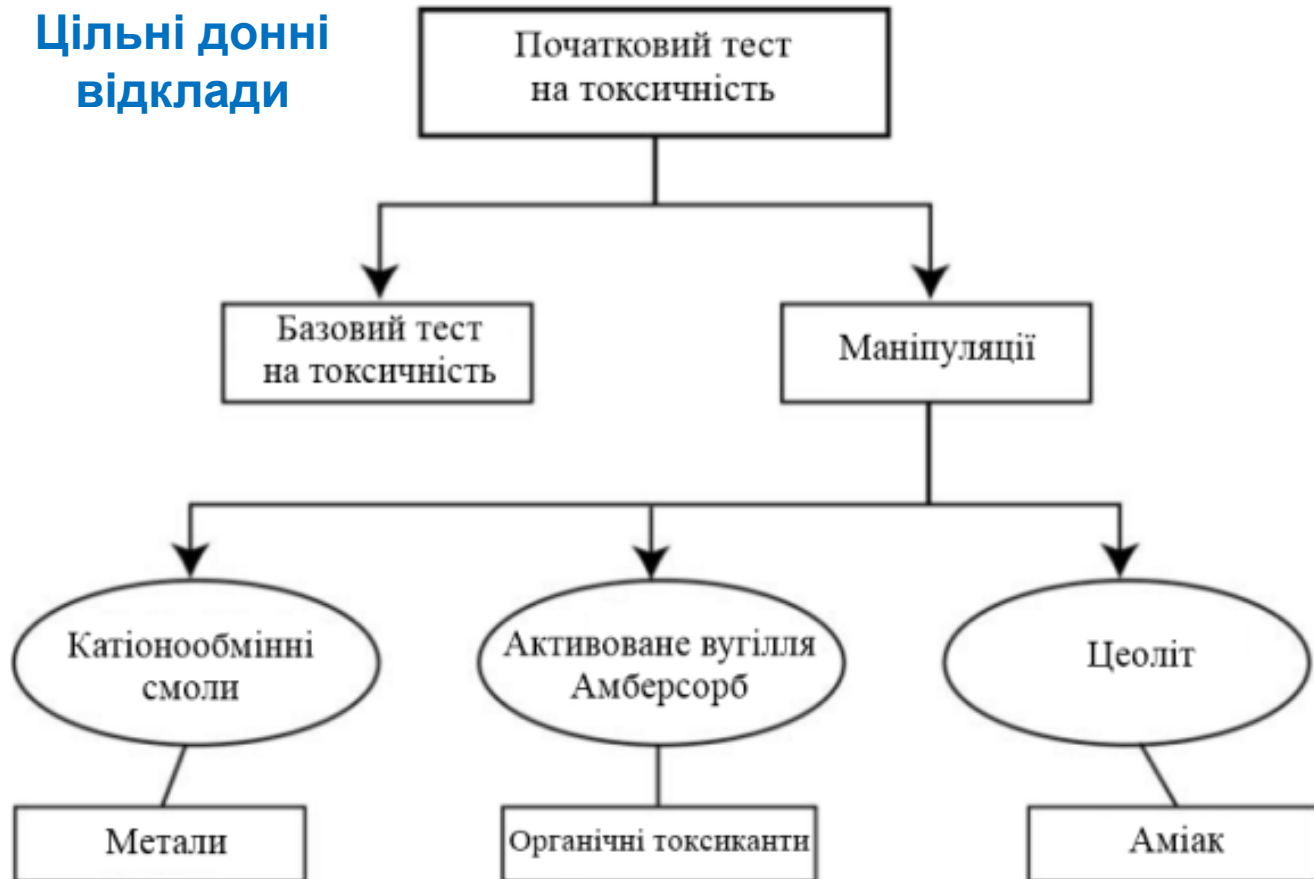 Цільні донні
відклади
Початковий тест
на токсичність
Базовий тест
на токсичність
Маніпуляції
Катіонообмінні
смоли
Активоване вугілля
Амберсорб
Цеоліт
Метали
Органічні токсиканти
Аміак